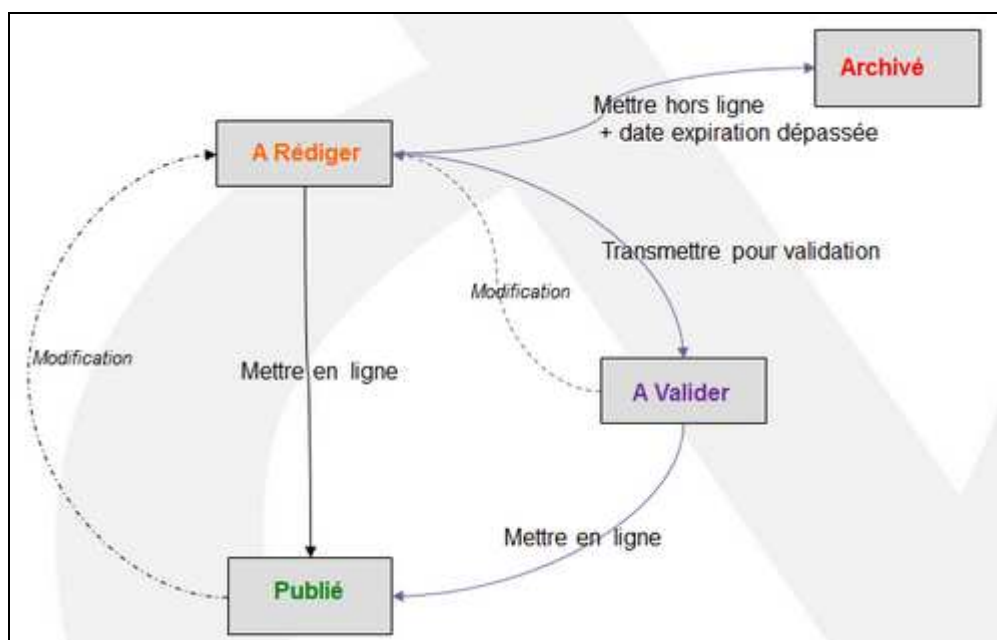 Archivé
Mettre hors ligne
+ date expiration dépassée
A Rédiger
Transmettre pour validation
Modification
Modification
Mettre en ligne
A Valider
Mettre en ligne
Publié